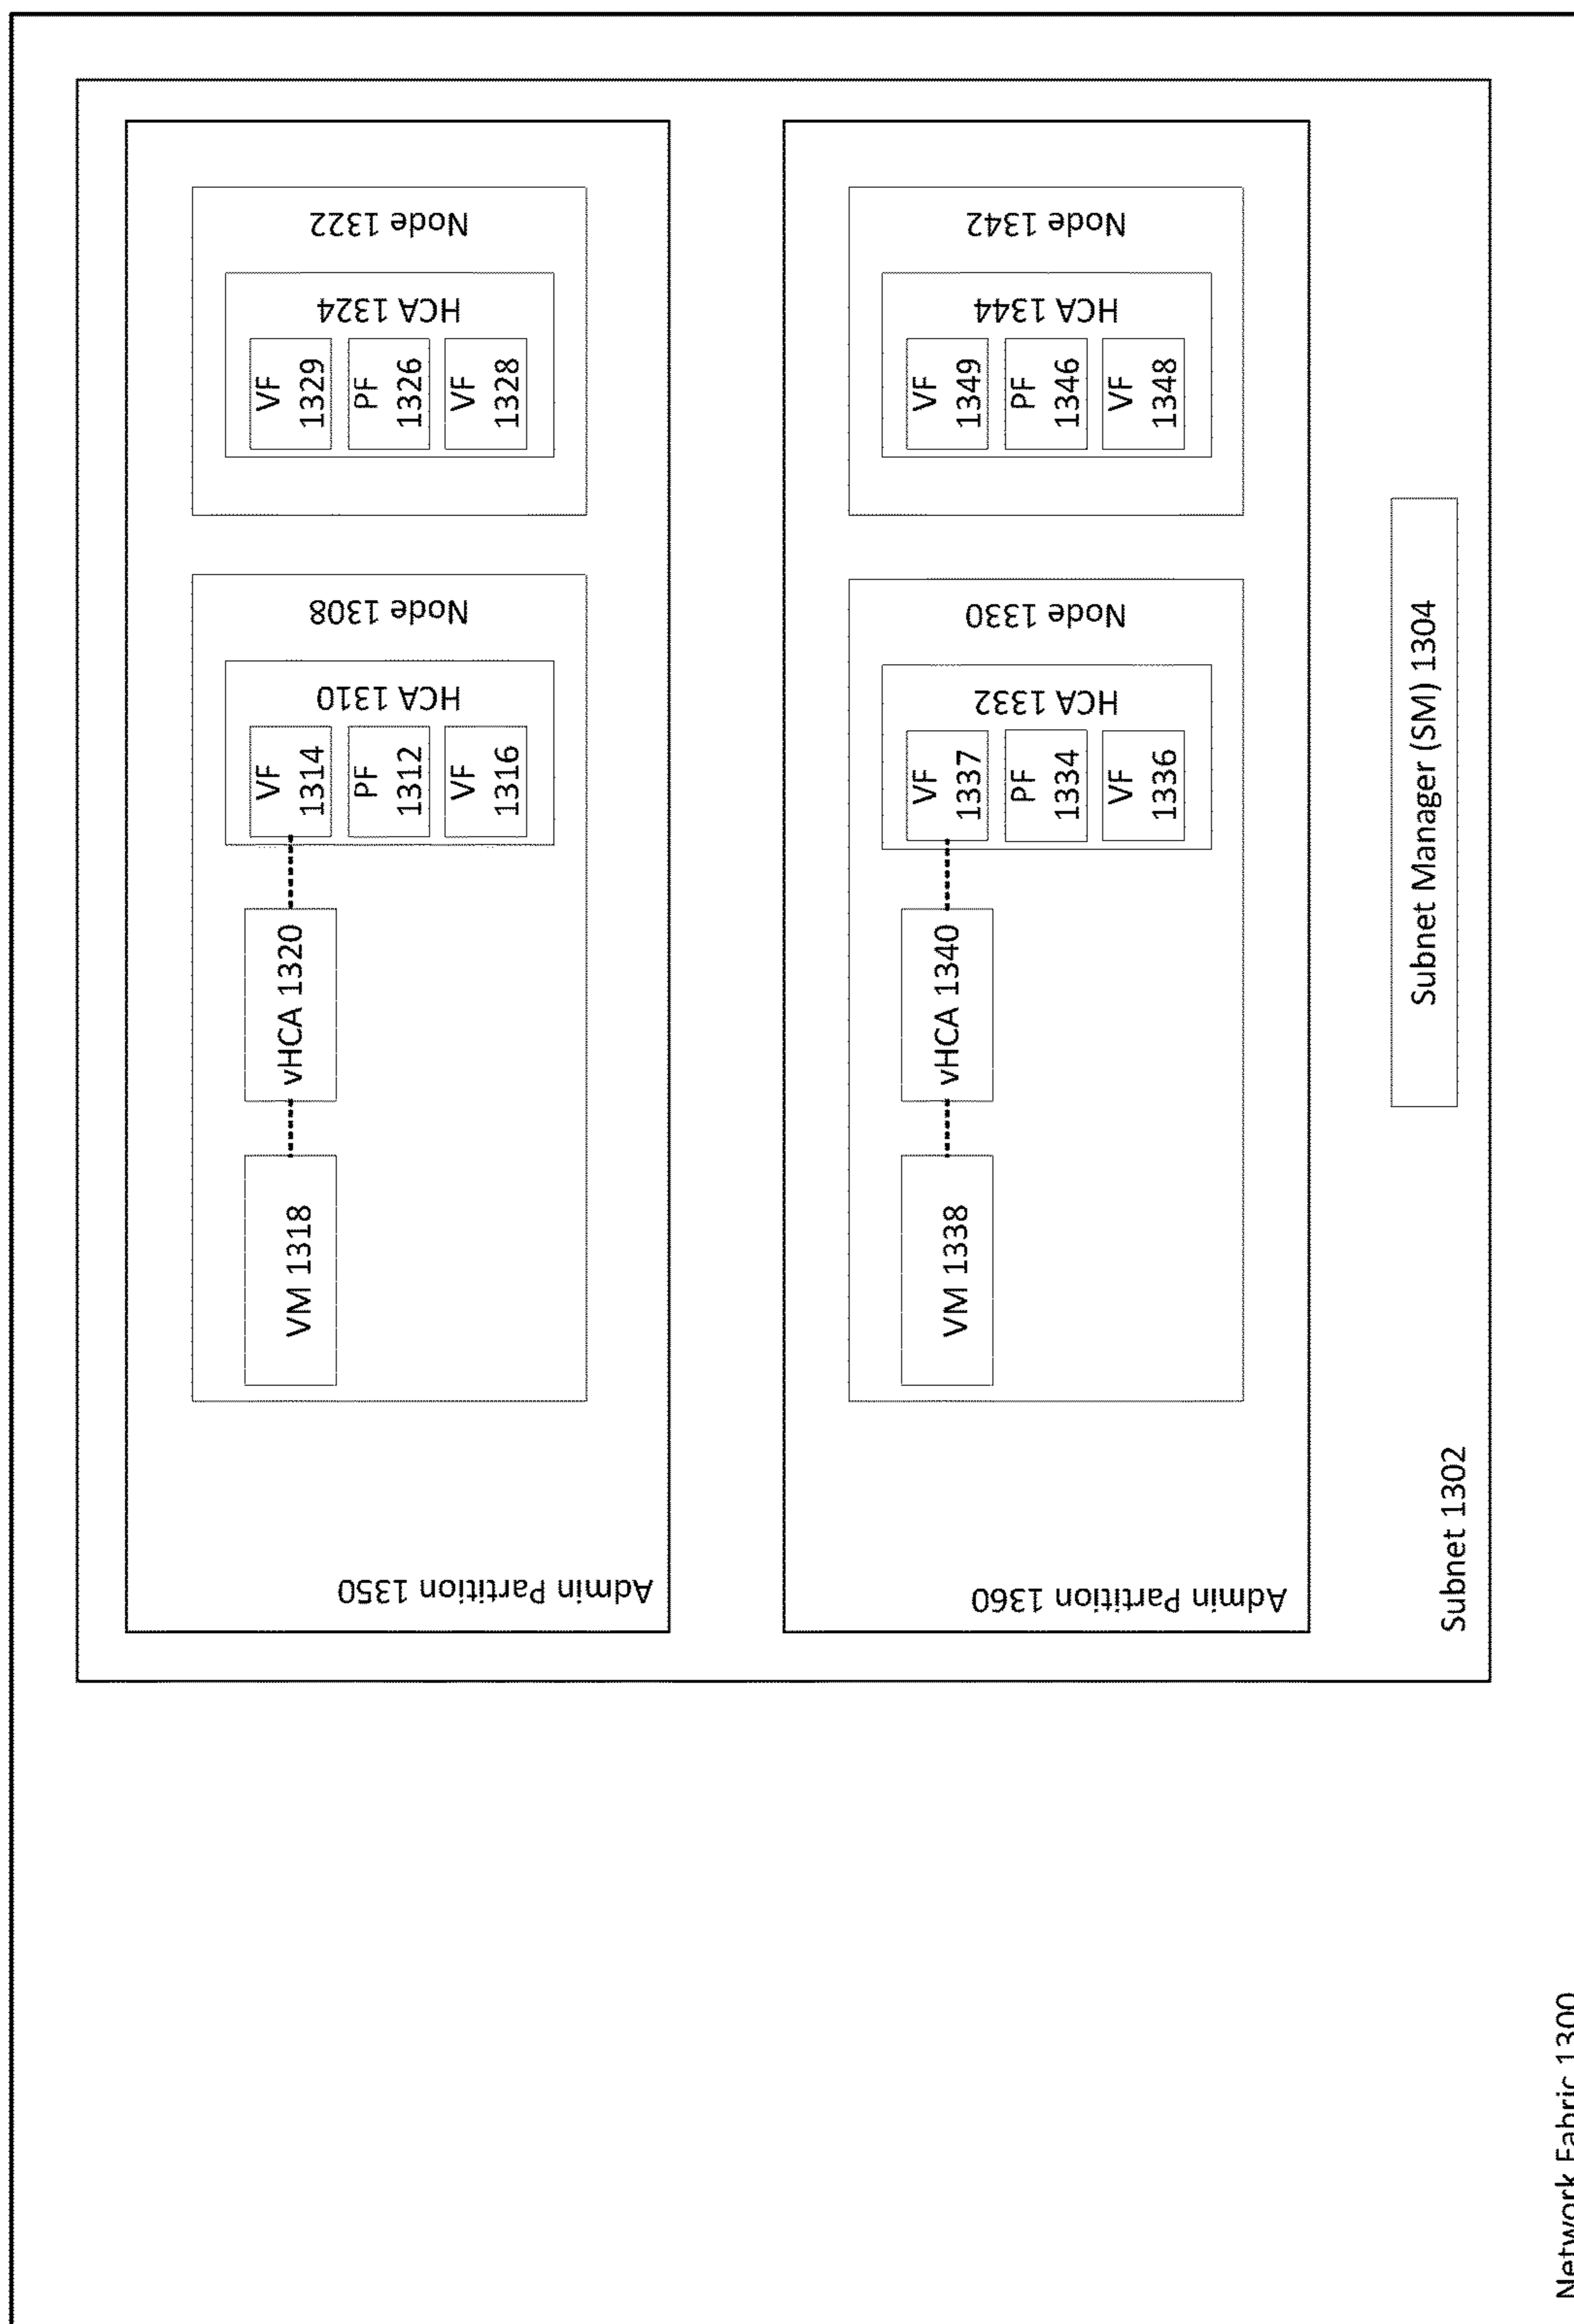 Node 1322
HCA 1324
VF
1329
PF
1326
VF
1328
Node 1308
HCA 1310
VF
1314
PF
1312
VF
1316
vHCA 1320
VM 1318
Admin Partition 1350
Node 1342
HCA 1344
VF
1349
PF
1346
VF
1348
Node 1330
HCA 1332
VF
1337
PF
1334
VF
1336
vHCA 1340
VM 1338
Admin Partition 1360
Subnet Manager (SM) 1304
Subnet 1302
Network Fabric 1300